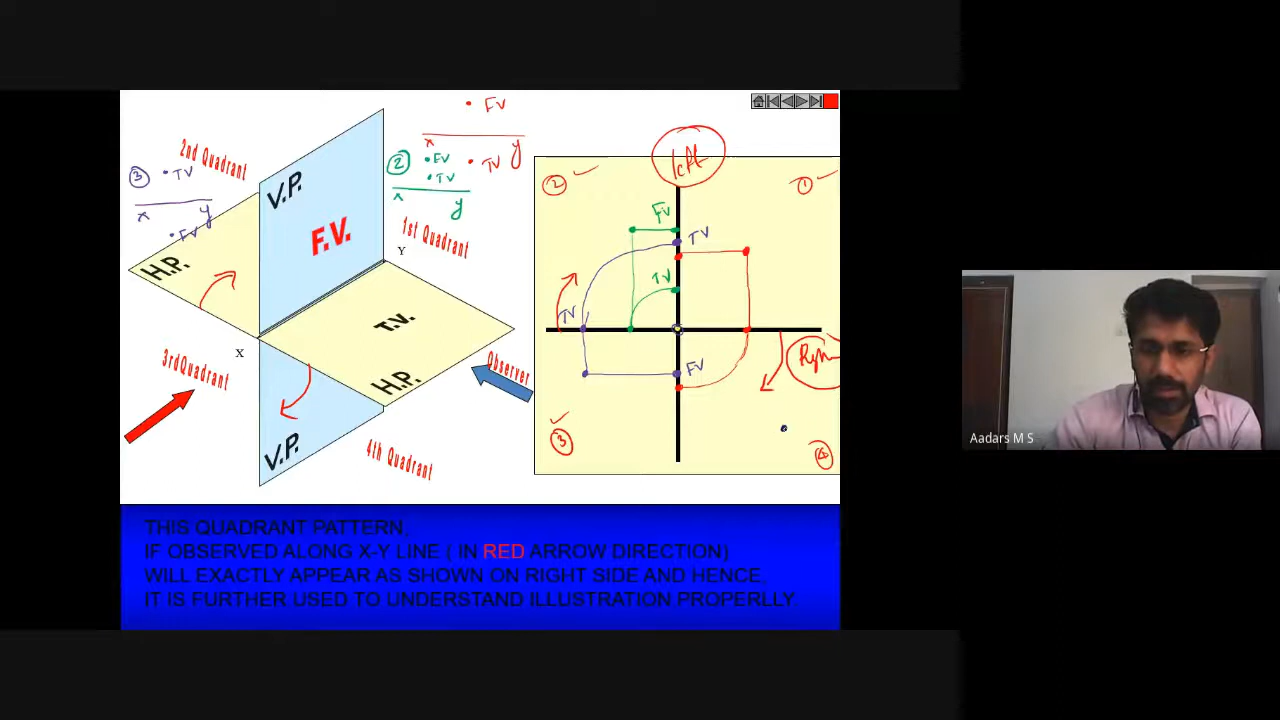 2nd Quadrant
③ TV
x y
FV
FV
x y
TV
② FV
TV
x y
V.P.
F.V.
1st Quadrant
Y
H.P.
T.V.
X
3rdQuadrant
H.P.
Observer
V.P.
4th Quadrant
left
② ①
FV
TV
TV
TV
FV
③ ④
THIS QUADRANT PATTERN,
IF OBSERVED ALONG X-Y LINE ( IN RED ARROW DIRECTION)
WILL EXACTLY APPEAR AS SHOWN ON RIGHT SIDE AND HENCE,
IT IS FURTHER USED TO UNDERSTAND ILLUSTRATION PROPERLLY.
Aadars M S